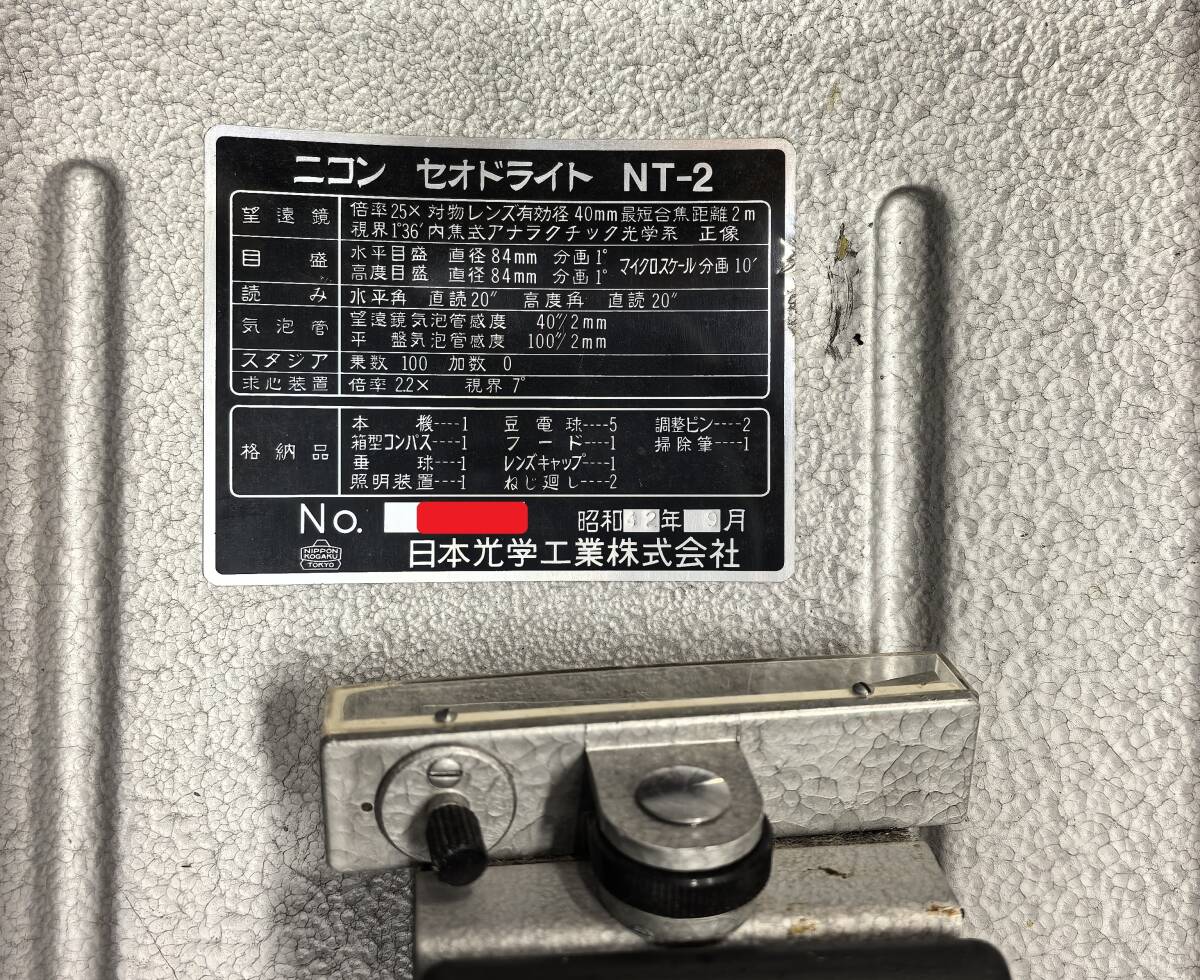 ニコン セオドライト NT-2
望遠鏡 倍率25× 対物レンズ有効径40mm最短合焦距離2m
視界1°36′内焦式アナラクチック光学系 正像
目盛 水平目盛 直径84mm 分画1° マイクロスケール分画10′
高度目盛 直径84mm 分画1°
読み 水平角 直読20″ 高度角 直読20″
気泡管 望遠鏡気泡管感度 40″/2mm
平盤気泡管感度 100″/2mm
スタジア 乗数 100 加数 0
求心装置 倍率2.2× 視界7°
格納品 本機----1 豆電球----5 調整ピン----2
箱型コンパス----1 フード----1 掃除筆----1
垂球----1 レンズキャップ----1
照明装置----1 ねじ廻し----2
No. 昭和 年 9月
NIPPON
KOGAKU
TOKYO
日本光学工業株式会社